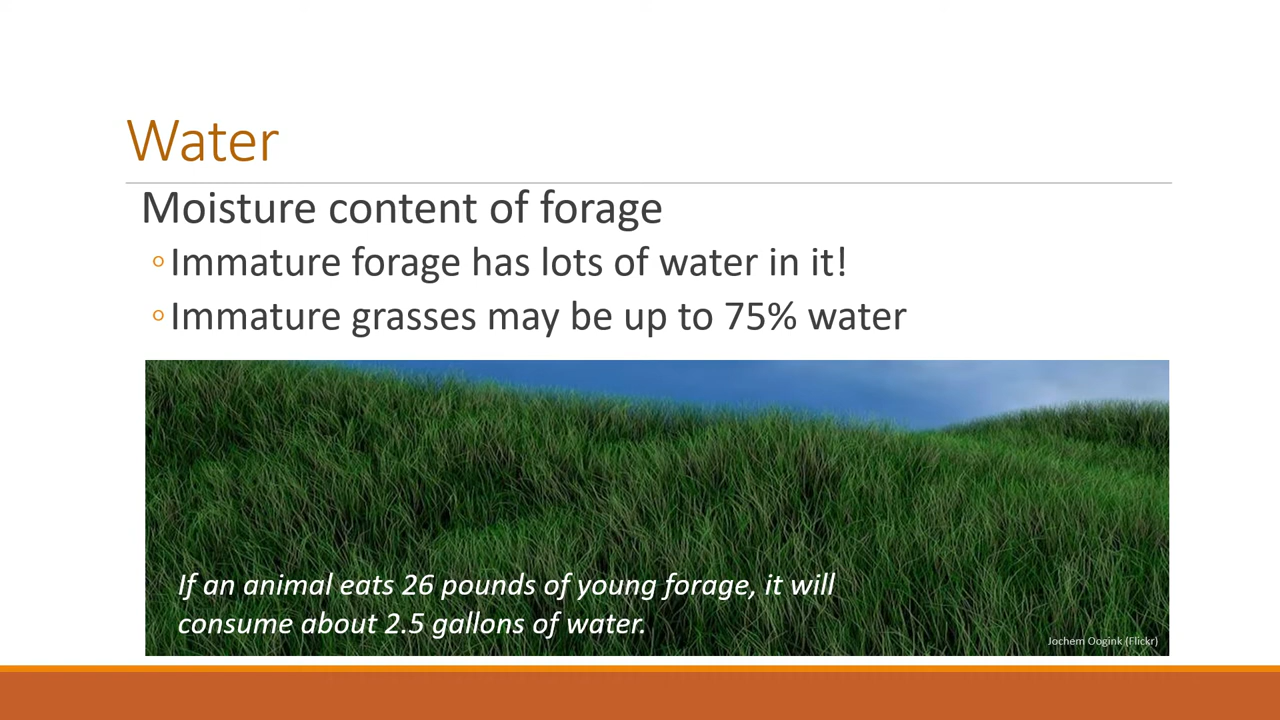 Water
Moisture content of forage
◦Immature forage has lots of water in it!
◦Immature grasses may be up to 75% water
If an animal eats 26 pounds of young forage, it will
consume about 2.5 gallons of water.
Jochem Oogink (Flickr)